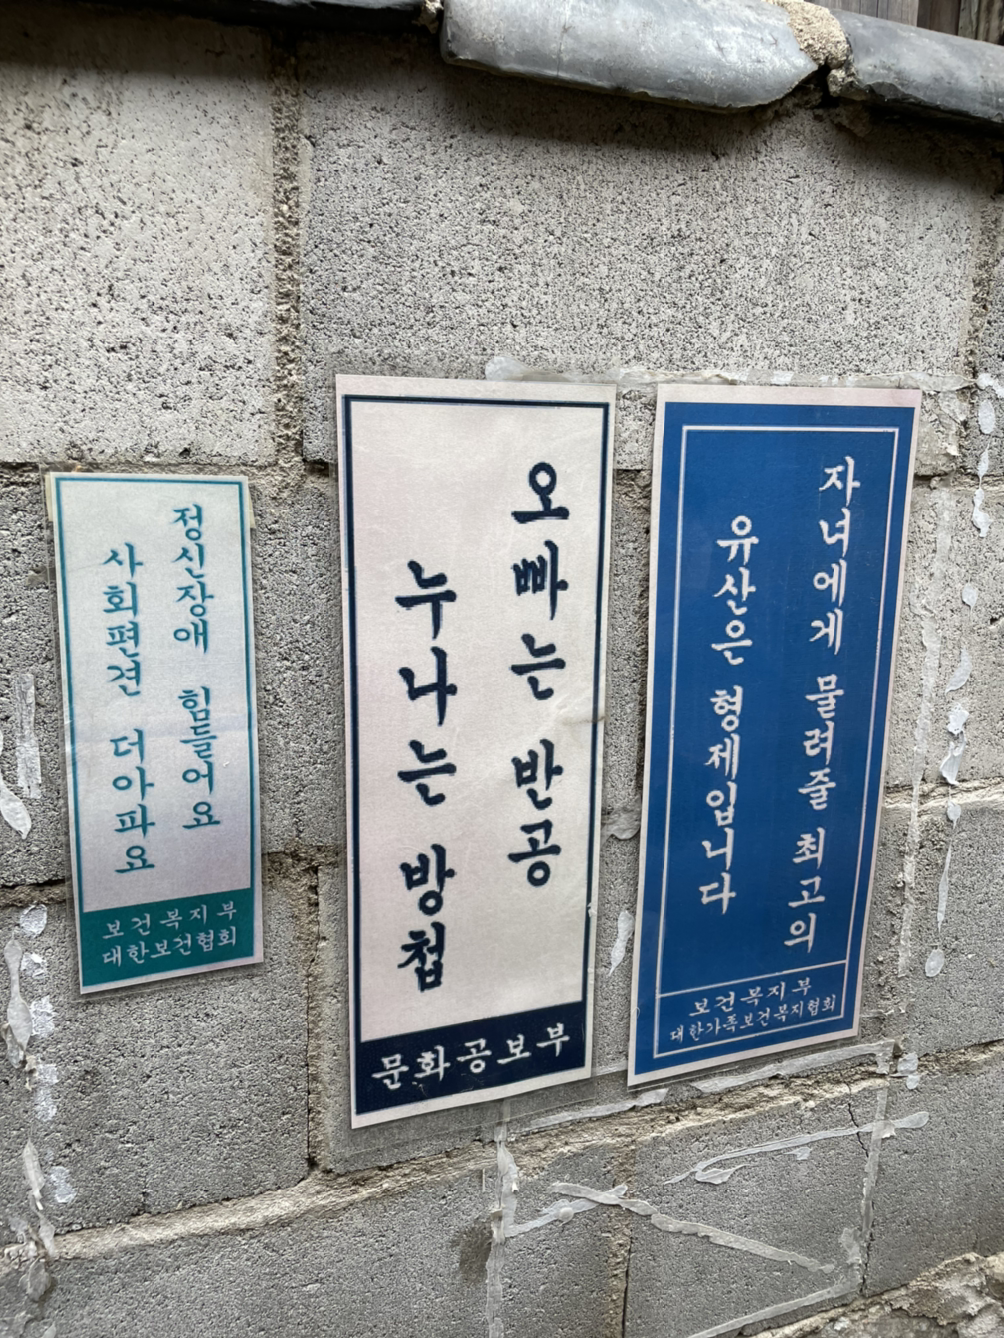 정신장애 힘들어요
사회편견 더아파요
보건복지부
대한보건협회
오빠는 반공
누나는 방첩
문화공보부
자녀에게 물려줄 최고의
유산은 형제입니다
보건복지부
대한가족보건복지협회